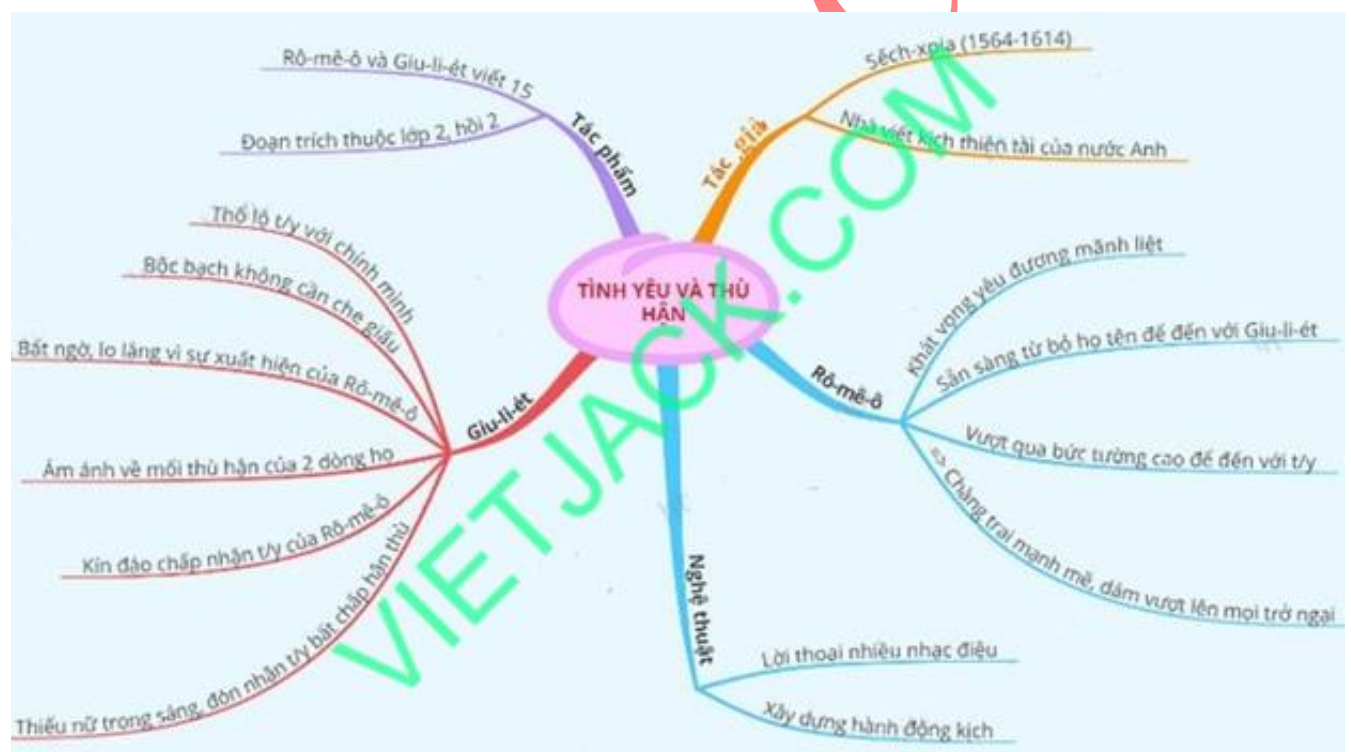 TÌNH YÊU VÀ THÙ
HẬN
Tác giả
Sếch-xpia (1564-1614)
Nhà viết kịch thiên tài của nước Anh
Tác phẩm
Rô-mê-ô và Giu-li-ét viết 15
Đoạn trích thuộc lớp 2, hồi 2
Rô-mê-ô
Khát vọng yêu đương mãnh liệt
Sẵn sàng từ bỏ họ tên để đến với Giu-li-ét
Vượt qua bức tường cao để đến với t/y
=> Chàng trai mạnh mẽ, dám vượt lên mọi trở ngại
Nghệ thuật
Lời thoại nhiều nhạc điệu
Xây dựng hành động kịch
Giu-li-ét
Thổ lộ t/y với chính mình
Bộc bạch không cần che giấu
Bất ngờ, lo lắng vì sự xuất hiện của Rô-mê-ô
Ám ảnh về mối thù hận của 2 dòng họ
Kín đáo chấp nhận t/y của Rô-mê-ô
Thiếu nữ trong sáng, đón nhận t/y bất chấp hận thù
VIETJACK.COM